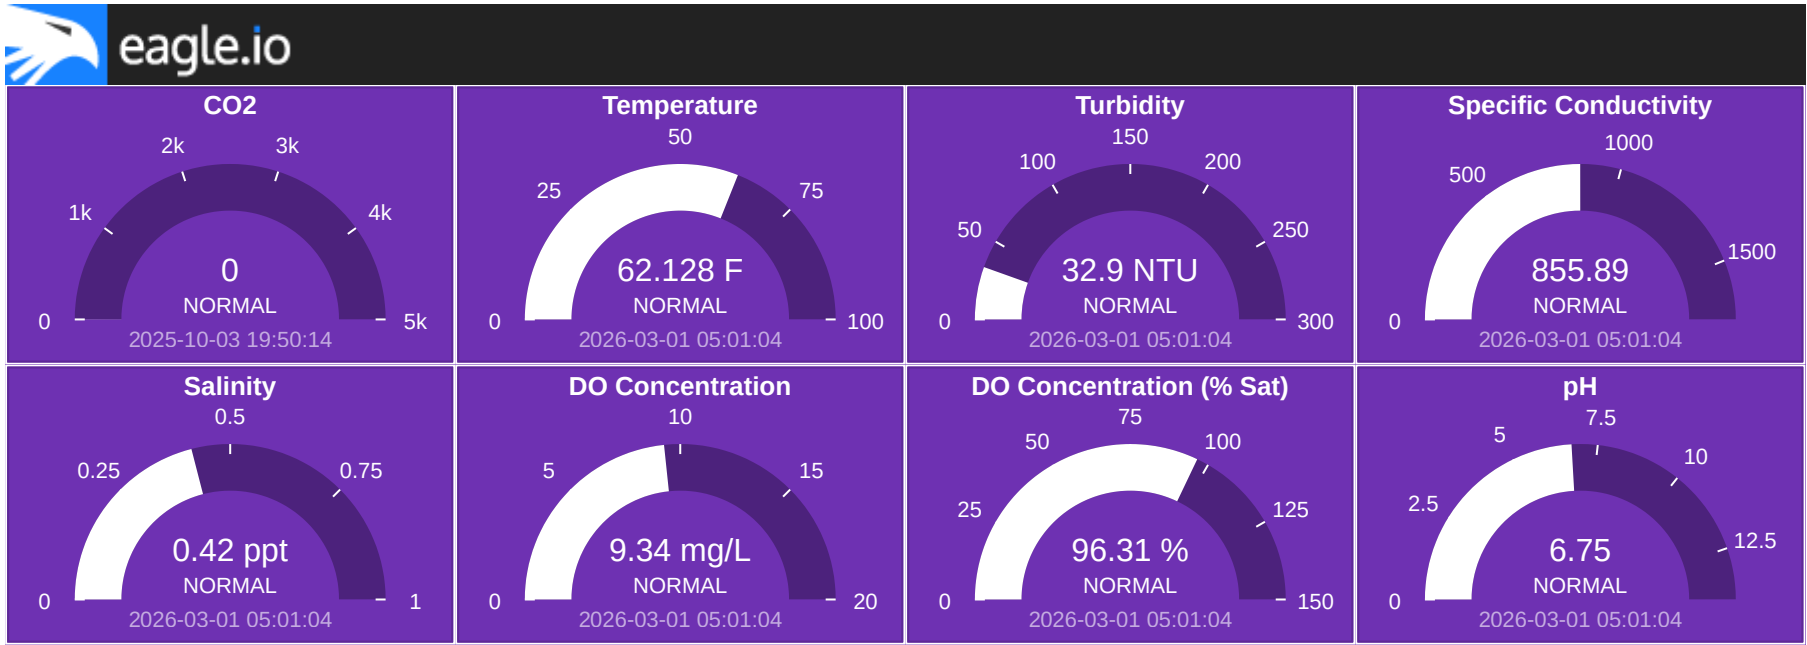 eagle.io
CO2
0
1k
2k
3k
4k
5k
0
NORMAL
2025-10-03 19:50:14
Temperature
0
25
50
75
100
62.128 F
NORMAL
2026-03-01 05:01:04
Turbidity
0
50
100
150
200
250
300
32.9 NTU
NORMAL
2026-03-01 05:01:04
Specific Conductivity
0
500
1000
1500
855.89
NORMAL
2026-03-01 05:01:04
Salinity
0
0.25
0.5
0.75
1
0.42 ppt
NORMAL
2026-03-01 05:01:04
DO Concentration
0
5
10
15
20
9.34 mg/L
NORMAL
2026-03-01 05:01:04
DO Concentration (% Sat)
0
25
50
75
100
125
150
96.31 %
NORMAL
2026-03-01 05:01:04
pH
0
2.5
5
7.5
10
12.5
6.75
NORMAL
2026-03-01 05:01:04